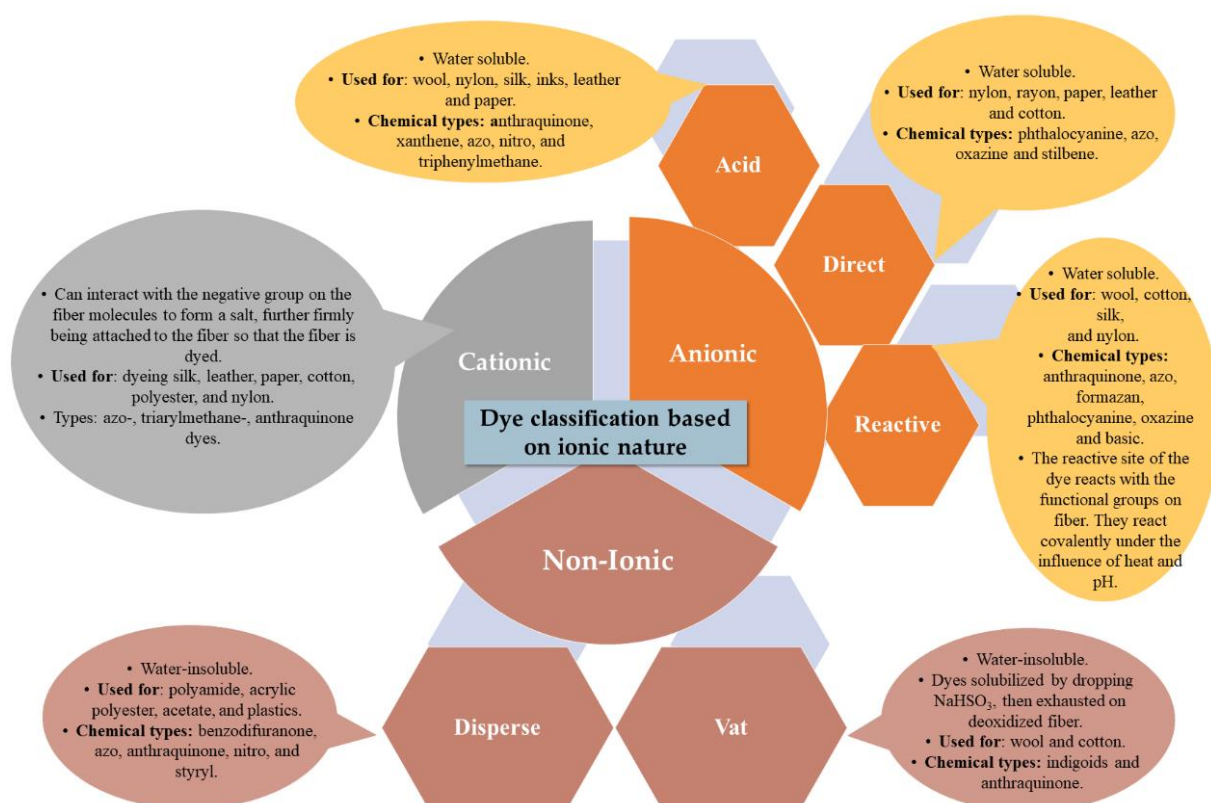 • Water soluble.
• Used for: wool, nylon, silk, inks, leather
and paper.
• Chemical types: anthraquinone,
xanthene, azo, nitro, and
triphenylmethane.
Acid
• Water soluble.
• Used for: nylon, rayon, paper, leather
and cotton.
• Chemical types: phthalocyanine, azo,
oxazine and stilbene.
Direct
• Water soluble.
• Used for: wool, cotton,
silk,
and nylon.
• Chemical types:
anthraquinone, azo,
formazan,
phthalocyanine, oxazine
and basic.
• The reactive site of the
dye reacts with the
functional groups on
fiber. They react
covalently under the
influence of heat and
pH.
Reactive
• Can interact with the negative group on the
fiber molecules to form a salt, further firmly
being attached to the fiber so that the fiber is
dyed.
• Used for: dyeing silk, leather, paper, cotton,
polyester, and nylon.
• Types: azo-, triarylmethane-, anthraquinone
dyes.
Cationic
Anionic
Dye classification based
on ionic nature
Non-Ionic
• Water-insoluble.
• Used for: polyamide, acrylic
polyester, acetate, and plastics.
• Chemical types: benzodifuranone,
azo, anthraquinone, nitro, and
styryl.
Disperse
Vat
• Water-insoluble.
• Dyes solubilized by dropping
NaHSO₃, then exhausted on
deoxidized fiber.
• Used for: wool and cotton.
• Chemical types: indigoids and
anthraquinone.